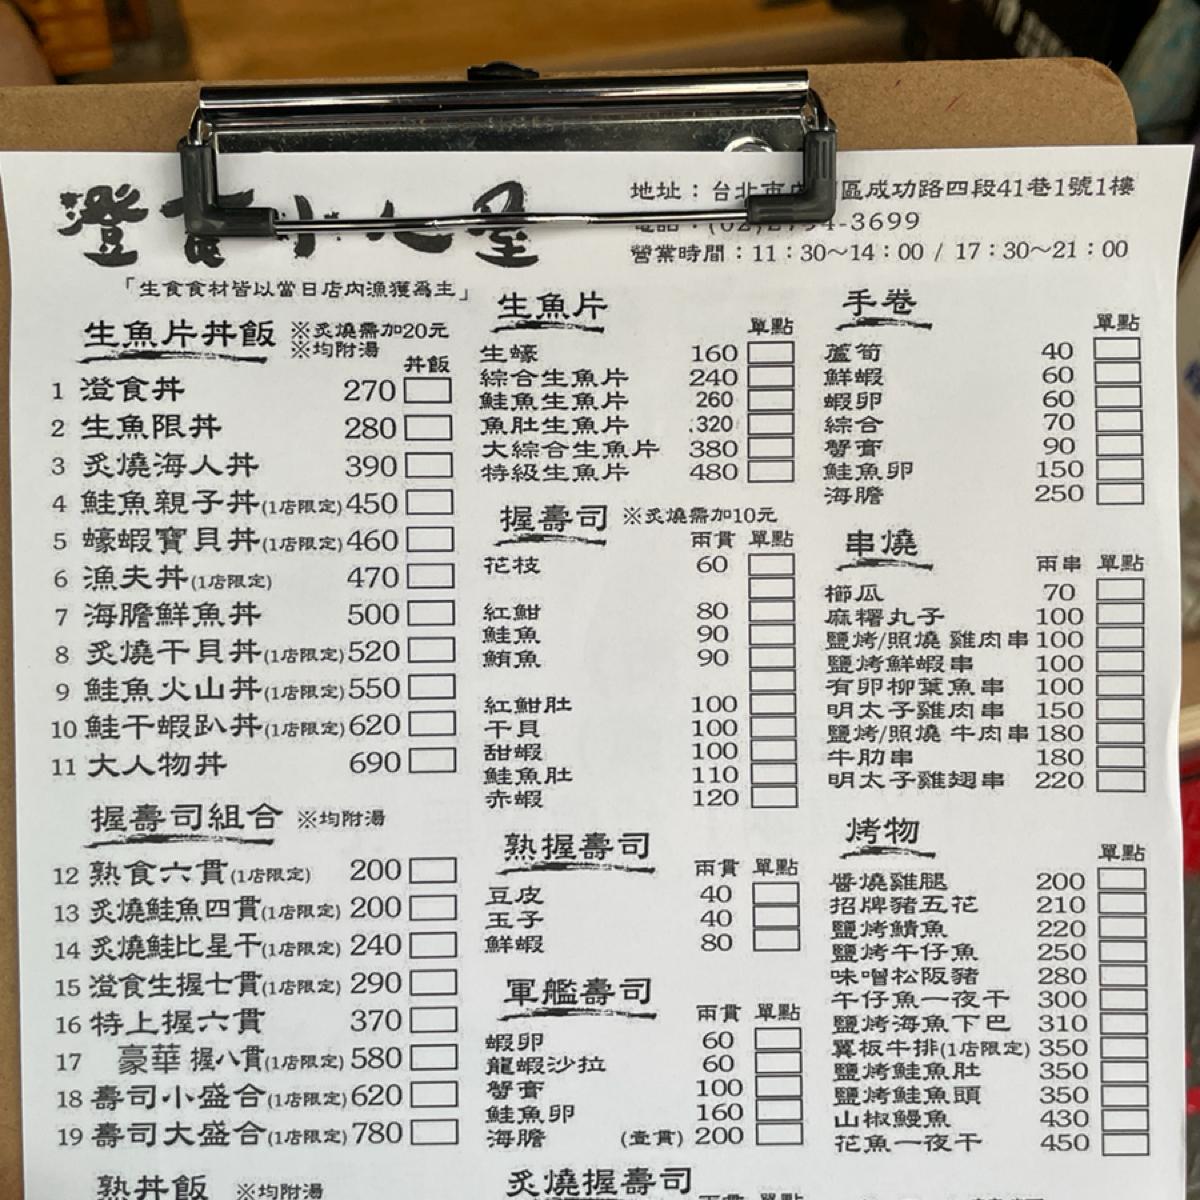 澄食小心屋
地址：台北市內 區成功路四段41巷1號1樓
電話：(02)2794-3699
營業時間：11：30～14：00 / 17：30～21：00
「生食食材皆以當日店內漁獲為主」
生魚片丼飯 ※炙燒需加20元
※均附湯
丼飯
1 澄食丼 270
2 生魚限丼 280
3 炙燒海人丼 390
4 鮭魚親子丼(1店限定) 450
5 蠔蝦寶貝丼(1店限定) 460
6 漁夫丼(1店限定) 470
7 海膽鮮魚丼 500
8 炙燒干貝丼(1店限定) 520
9 鮭魚火山丼(1店限定) 550
10 鮭干蝦趴丼(1店限定) 620
11 大人物丼 690
握壽司組合 ※均附湯
12 熟食六貫(1店限定) 200
13 炙燒鮭魚四貫(1店限定) 200
14 炙燒鮭比星干(1店限定) 240
15 澄食生握七貫(1店限定) 290
16 特上握六貫 370
17 豪華 握八貫(1店限定) 580
18 壽司小盛合(1店限定) 620
19 壽司大盛合(1店限定) 780
熟丼飯 ※均附湯
生魚片
單點
生蠔 160
綜合生魚片 240
鮭魚生魚片 260
魚肚生魚片 320
大綜合生魚片 380
特級生魚片 480
握壽司 ※炙燒需加10元
兩貫 單點
花枝 60
紅魽 80
鮭魚 90
鮪魚 90
紅魽肚 100
干貝 100
甜蝦 100
鮭魚肚 110
赤蝦 120
熟握壽司
兩貫 單點
豆皮 40
玉子 40
鮮蝦 80
軍艦壽司
兩貫 單點
蝦卵 60
龍蝦沙拉 60
蟹膏 100
鮭魚卵 160
海膽 (壹貫) 200
炙燒握壽司
兩貫 單點
手卷
單點
蘆筍 40
鮮蝦 60
蝦卵 60
綜合 70
蟹膏 90
鮭魚卵 150
海膽 250
串燒
兩串 單點
櫛瓜 70
麻糬丸子 100
鹽烤/照燒 雞肉串 100
鹽烤鮮蝦串 100
有卵柳葉魚串 100
明太子雞肉串 150
鹽烤/照燒 牛肉串 180
牛肋串 180
明太子雞翅串 220
烤物
單點
醬燒雞腿 200
招牌豬五花 210
鹽烤鯖魚 220
鹽烤午仔魚 250
味噌松阪豬 280
午仔魚一夜干 300
鹽烤海魚下巴 310
翼板牛排(1店限定) 350
鹽烤鮭魚肚 350
鹽烤鮭魚頭 350
山椒鰻魚 430
花魚一夜干 450